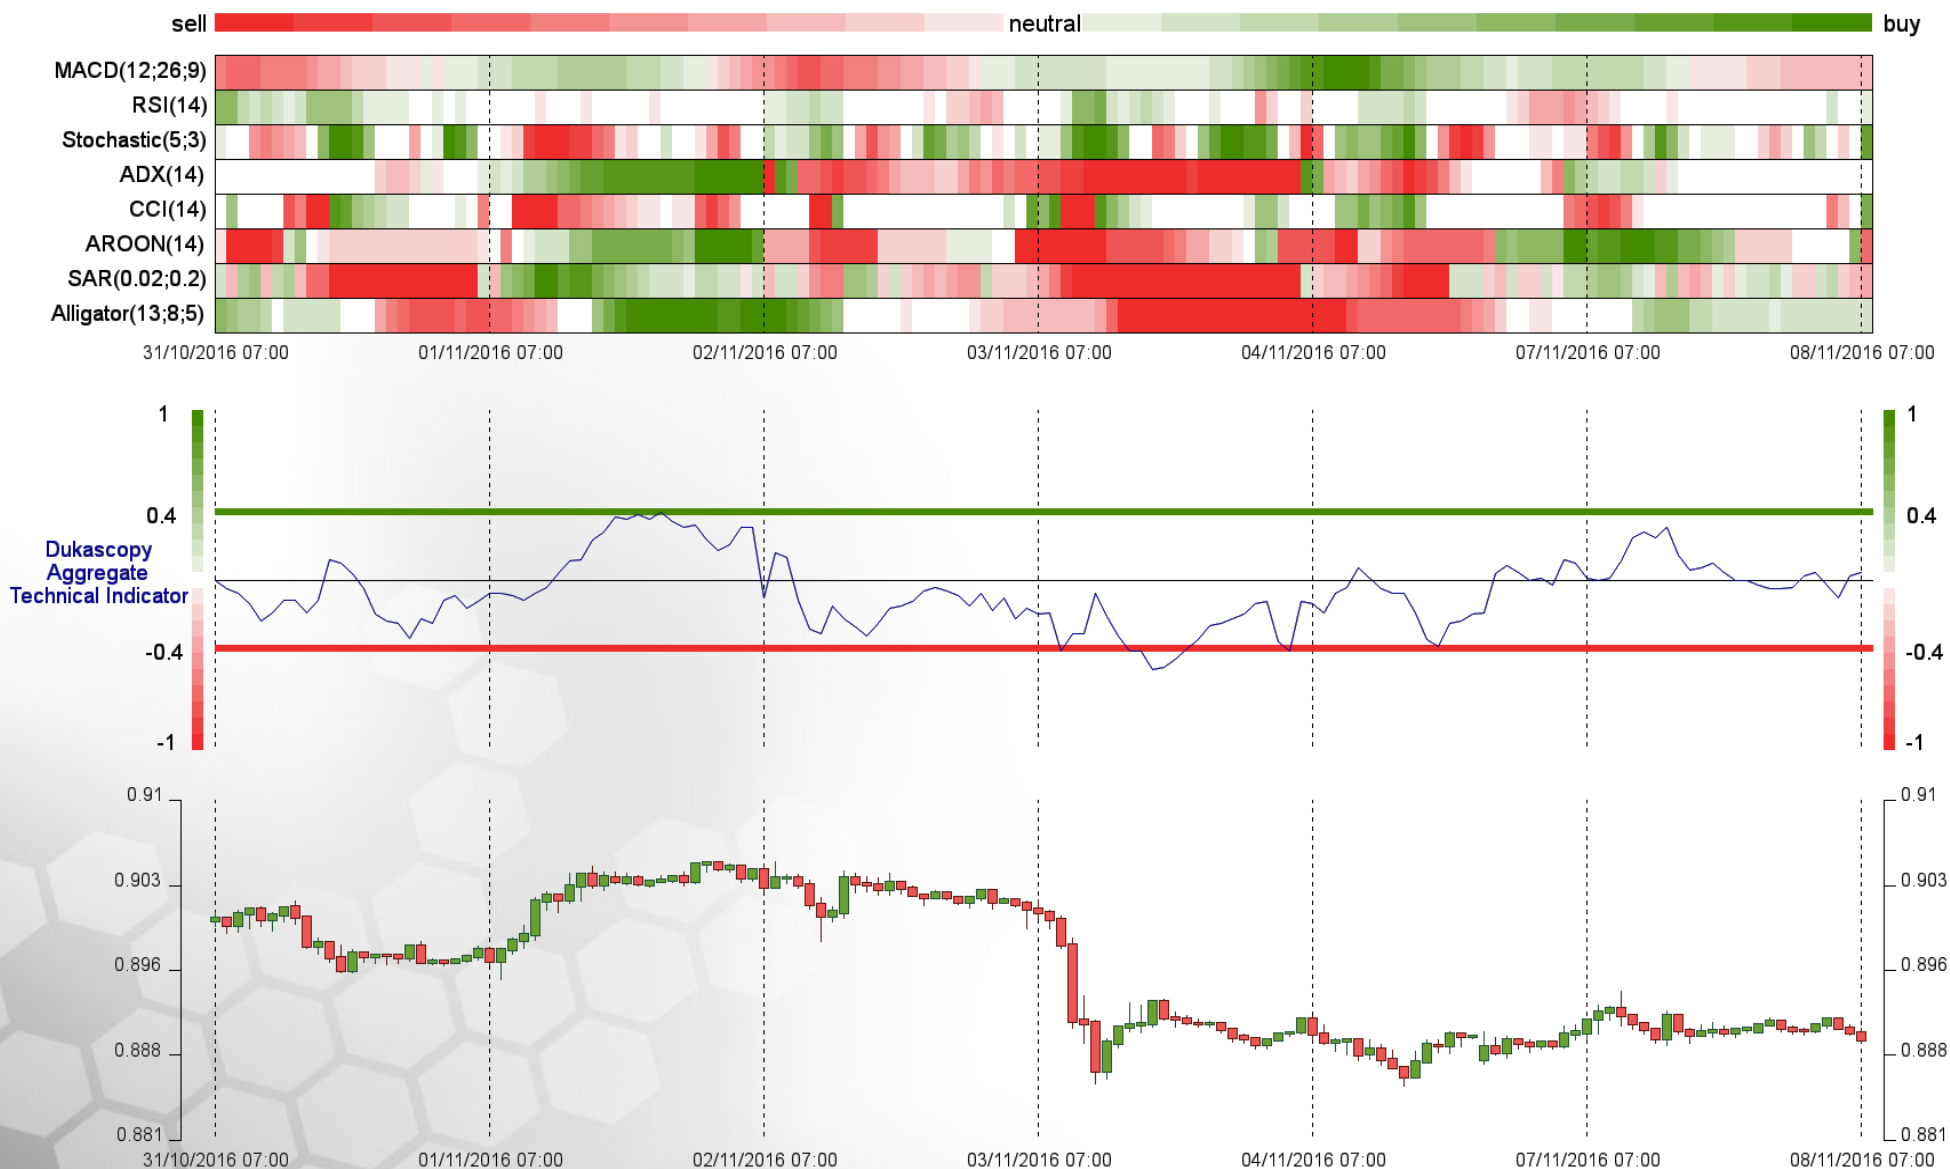 sell neutral buy
MACD(12;26;9)
RSI(14)
Stochastic(5;3)
ADX(14)
CCI(14)
AROON(14)
SAR(0.02;0.2)
Alligator(13;8;5)
31/10/2016 07:00 01/11/2016 07:00 02/11/2016 07:00 03/11/2016 07:00 04/11/2016 07:00 07/11/2016 07:00 08/11/2016 07:00
1 1
0.4 0.4
Dukascopy
Aggregate
Technical Indicator
-0.4 -0.4
-1 -1
0.91 0.91
0.903 0.903
0.896 0.896
0.888 0.888
0.881 0.881
31/10/2016 07:00 01/11/2016 07:00 02/11/2016 07:00 03/11/2016 07:00 04/11/2016 07:00 07/11/2016 07:00 08/11/2016 07:00